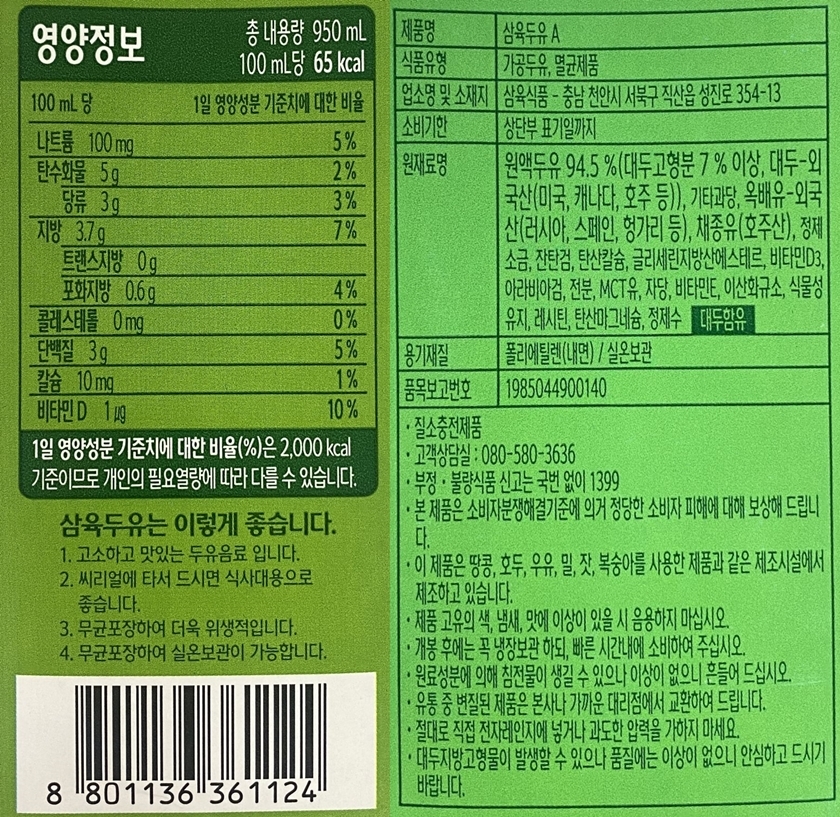 영양정보
총 내용량 950 mL
100 mL당 65 kcal
100 mL 당 1일 영양성분 기준치에 대한 비율
나트륨 100 mg 5 %
탄수화물 5 g 2 %
당류 3 g 3 %
지방 3.7 g 7 %
트랜스지방 0 g
포화지방 0.6 g 4 %
콜레스테롤 0 mg 0 %
단백질 3 g 5 %
칼슘 10 mg 1 %
비타민 D 1 μg 10 %
1일 영양성분 기준치에 대한 비율(%)은 2,000 kcal
기준이므로 개인의 필요열량에 따라 다를 수 있습니다.
삼육두유는 이렇게 좋습니다.
1. 고소하고 맛있는 두유음료 입니다.
2. 씨리얼에 타서 드시면 식사대용으로
좋습니다.
3. 무균포장하여 더욱 위생적입니다.
4. 무균포장하여 실온보관이 가능합니다.
8 801136 361124
제품명 삼육두유 A
식품유형 가공두유, 멸균제품
업소명 및 소재지 삼육식품 - 충남 천안시 서북구 직산읍 성진로 354-13
소비기한 상단부 표기일까지
원재료명 원액두유 94.5 %(대두고형분 7 % 이상, 대두-외
국산(미국, 캐나다, 호주 등)), 기타과당, 옥배유-외국
산(러시아, 스페인, 헝가리 등), 채종유(호주산), 정제
소금, 잔탄검, 탄산칼슘, 글리세린지방산에스테르, 비타민D3,
아라비아검, 전분, MCT유, 자당, 비타민E, 이산화규소, 식물성
유지, 레시틴, 탄산마그네슘, 정제수 대두함유
용기재질 폴리에틸렌(내면) / 실온보관
품목보고번호 1985044900140
· 질소충전제품
· 고객상담실 : 080-580-3636
· 부정 · 불량식품 신고는 국번 없이 1399
· 본 제품은 소비자분쟁해결기준에 의거 정당한 소비자 피해에 대해 보상해 드립니
다.
· 이 제품은 땅콩, 호두, 우유, 밀, 잣, 복숭아를 사용한 제품과 같은 제조시설에서
제조하고 있습니다.
· 제품 고유의 색, 냄새, 맛에 이상이 있을 시 음용하지 마십시오.
· 개봉 후에는 꼭 냉장보관 하되, 빠른 시간내에 소비하여 주십시오.
· 원료성분에 의해 침전물이 생길 수 있으나 이상이 없으니 흔들어 드십시오.
· 유통 중 변질된 제품은 본사나 가까운 대리점에서 교환하여 드립니다.
· 절대로 직접 전자레인지에 넣거나 과도한 압력을 가하지 마세요.
· 대두지방고형물이 발생할 수 있으나 품질에는 이상이 없으니 안심하고 드시기
바랍니다.